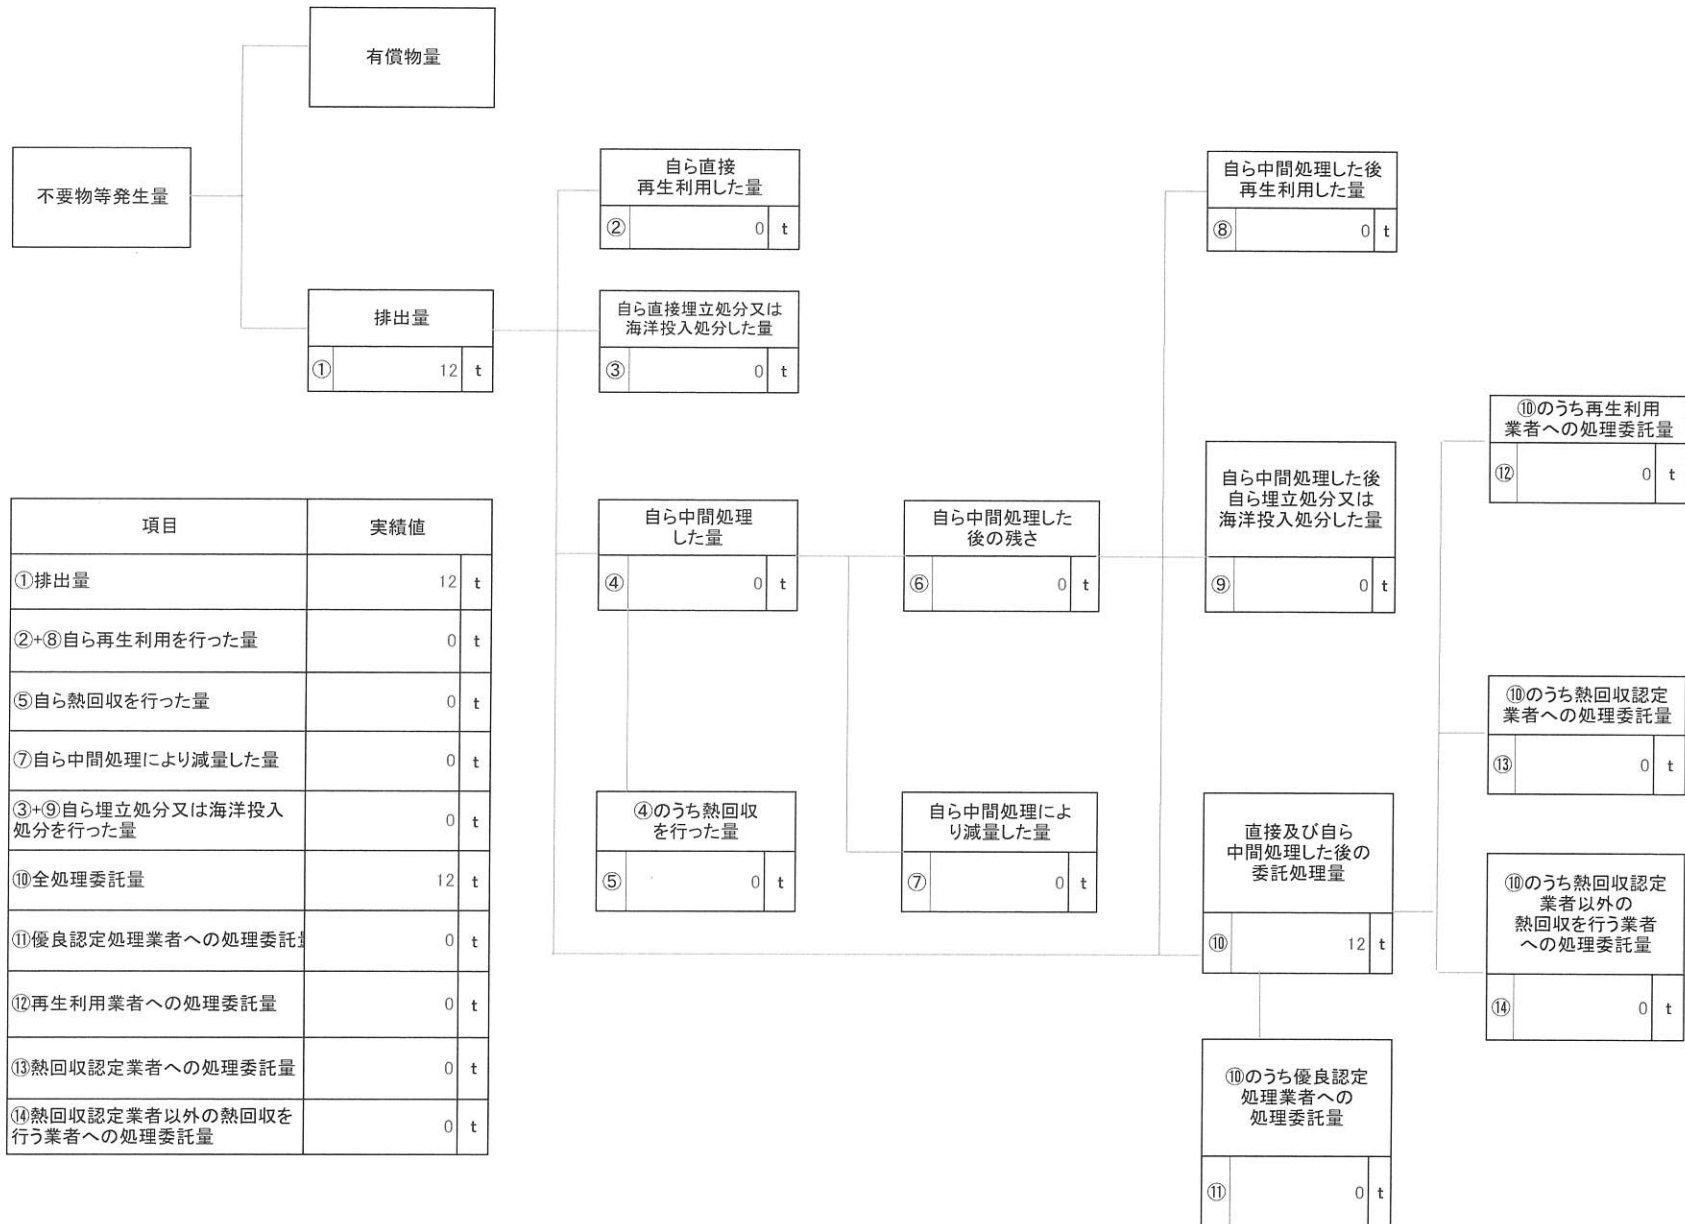 有償物量
不要物等発生量
自ら直接
再生利用した量
② 0 t
自ら中間処理した後
再生利用した量
⑧ 0 t
排出量
① 12 t
自ら直接埋立処分又は
海洋投入処分した量
③ 0 t
⑩のうち再生利用
業者への処理委託量
⑫ 0 t
自ら中間処理
した量
④ 0 t
自ら中間処理した
後の残さ
⑥ 0 t
自ら中間処理した後
自ら埋立処分又は
海洋投入処分した量
⑨ 0 t
⑩のうち熱回収認定
業者への処理委託量
⑬ 0 t
④のうち熱回収
を行った量
⑤ 0 t
自ら中間処理によ
り減量した量
⑦ 0 t
直接及び自ら
中間処理した後の
委託処理量
⑩ 12 t
⑩のうち熱回収認定
業者以外の
熱回収を行う業者
への処理委託量
⑭ 0 t
⑩のうち優良認定
処理業者への
処理委託量
⑪ 0 t
項目 実績値
①排出量 12 t
②+⑧自ら再生利用を行った量 0 t
⑤自ら熱回収を行った量 0 t
⑦自ら中間処理により減量した量 0 t
③+⑨自ら埋立処分又は海洋投入
処分を行った量 0 t
⑩全処理委託量 12 t
⑪優良認定処理業者への処理委託 0 t
⑫再生利用業者への処理委託量 0 t
⑬熱回収認定業者への処理委託量 0 t
⑭熱回収認定業者以外の熱回収を
行う業者への処理委託量 0 t